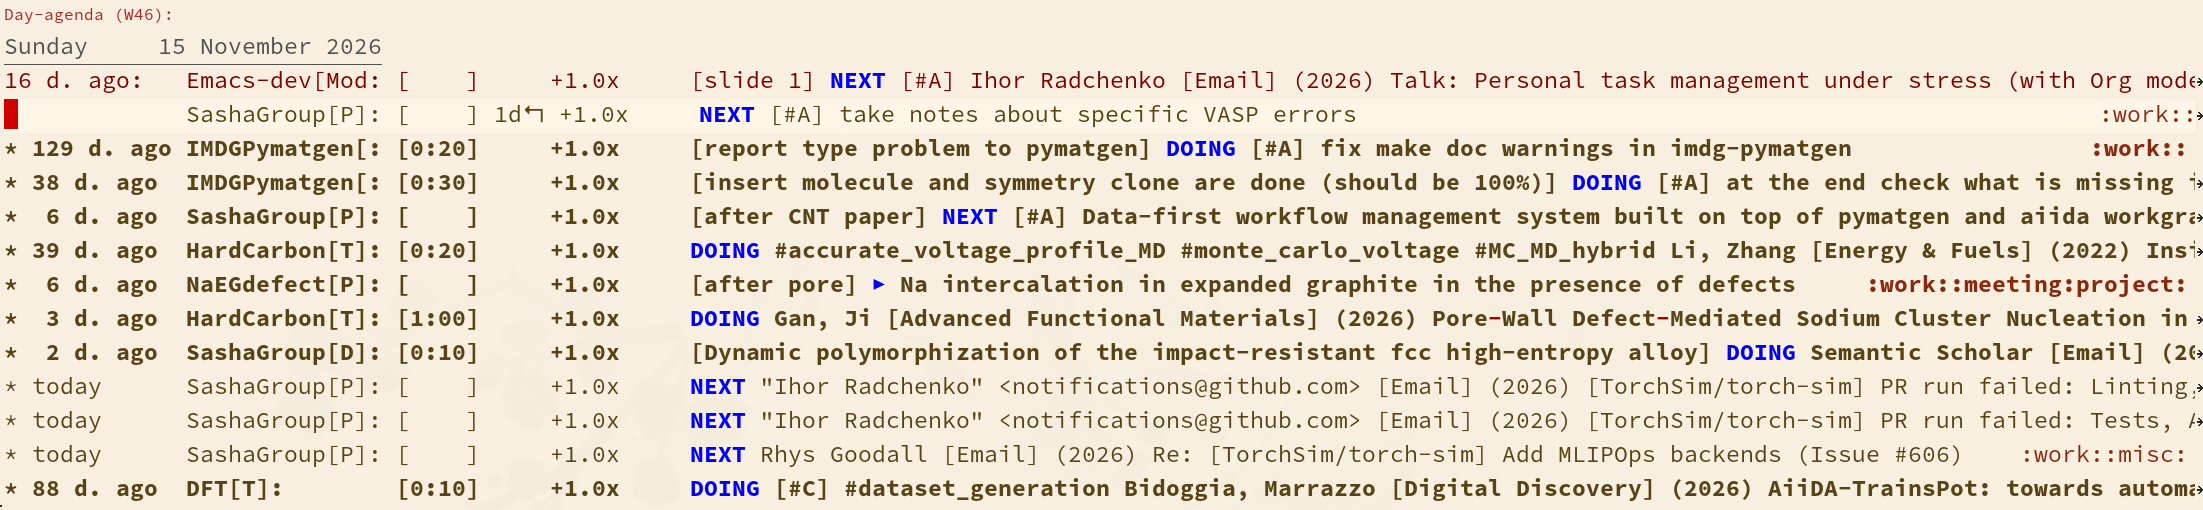 Day-agenda (W46):
Sunday     15 November 2026
16 d. ago:   Emacs-dev[Mod: [    ]     +1.0x     [slide 1] NEXT [#A] Ihor Radchenko [Email] (2026) Talk: Personal task management under stress (with Org mode
SashaGroup[P]: [    ] 1d↰ +1.0x     NEXT [#A] take notes about specific VASP errors     :work::
* 129 d. ago IMDGPymatgen[: [0:20]     +1.0x     [report type problem to pymatgen] DOING [#A] fix make doc warnings in imdg-pymatgen     :work::
* 38 d. ago  IMDGPymatgen[: [0:30]     +1.0x     [insert molecule and symmetry clone are done (should be 100%)] DOING [#A] at the end check what is missing
*  6 d. ago  SashaGroup[P]: [    ]     +1.0x     [after CNT paper] NEXT [#A] Data-first workflow management system built on top of pymatgen and aiida workgra
* 39 d. ago  HardCarbon[T]: [0:20]     +1.0x     DOING #accurate_voltage_profile_MD #monte_carlo_voltage #MC_MD_hybrid Li, Zhang [Energy & Fuels] (2022) Insi
*  6 d. ago  NaEGdefect[P]: [    ]     +1.0x     [after pore] ► Na intercalation in expanded graphite in the presence of defects     :work::meeting:project:
*  3 d. ago  HardCarbon[T]: [1:00]     +1.0x     DOING Gan, Ji [Advanced Functional Materials] (2026) Pore-Wall Defect-Mediated Sodium Cluster Nucleation in
*  2 d. ago  SashaGroup[D]: [0:10]     +1.0x     [Dynamic polymorphization of the impact-resistant fcc high-entropy alloy] DOING Semantic Scholar [Email] (20
* today      SashaGroup[P]: [    ]     +1.0x     NEXT "Ihor Radchenko" <notifications@github.com> [Email] (2026) [TorchSim/torch-sim] PR run failed: Linting,
* today      SashaGroup[P]: [    ]     +1.0x     NEXT "Ihor Radchenko" <notifications@github.com> [Email] (2026) [TorchSim/torch-sim] PR run failed: Tests,
* today      SashaGroup[P]: [    ]     +1.0x     NEXT Rhys Goodall [Email] (2026) Re: [TorchSim/torch-sim] Add MLIPOps backends (Issue #606)     :work::misc:
* 88 d. ago  DFT[T]:        [0:10]     +1.0x     DOING [#C] #dataset_generation Bidoggia, Marrazzo [Digital Discovery] (2026) AiiDA-TrainsPot: towards automa